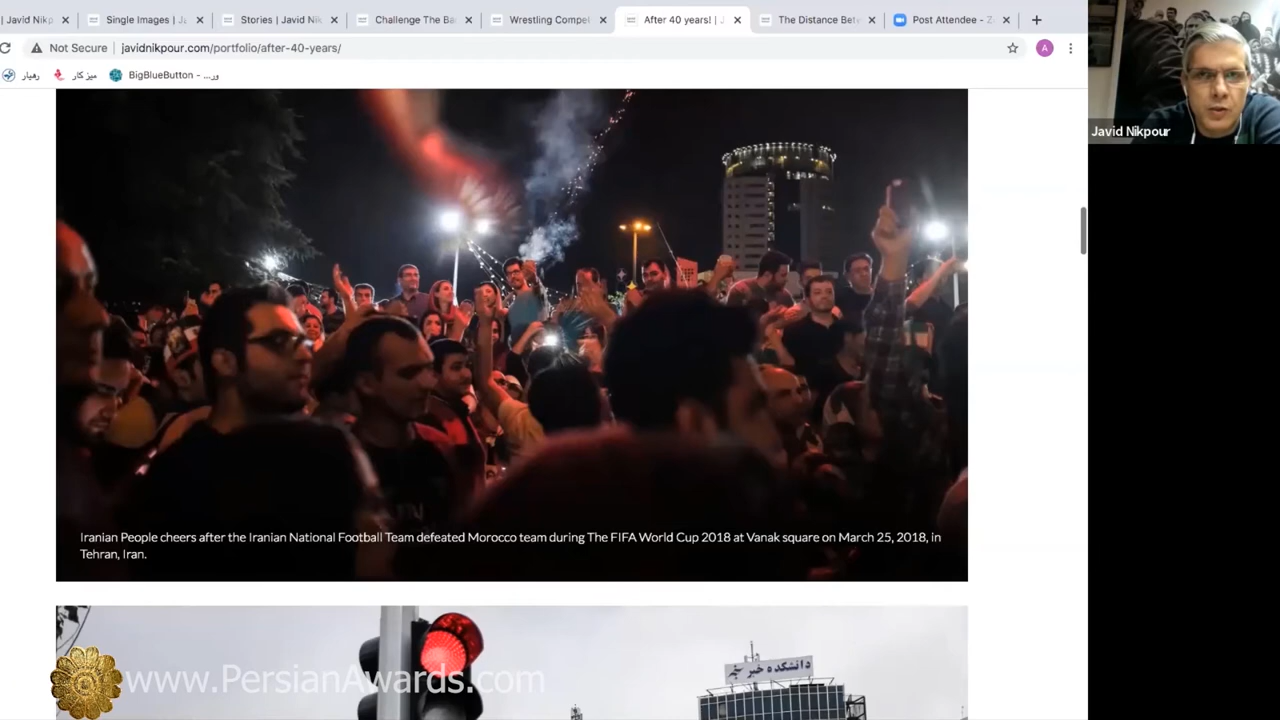 | Javid Nikp
Single Images | Ja
Stories | Javid Nik
Challenge The Ba
Wrestling Compe
After 40 years! | J
The Distance Bet
Post Attendee - Z
Not Secure | javidnikpour.com/portfolio/after-40-years/
A
رهیار
میز کار
BigBlueButton - ...ور
Javid Nikpour
Iranian People cheers after the Iranian National Football Team defeated Morocco team during The FIFA World Cup 2018 at Vanak square on March 25, 2018, in
Tehran, Iran.
دانشکده خبر
www.PersianAwards.com